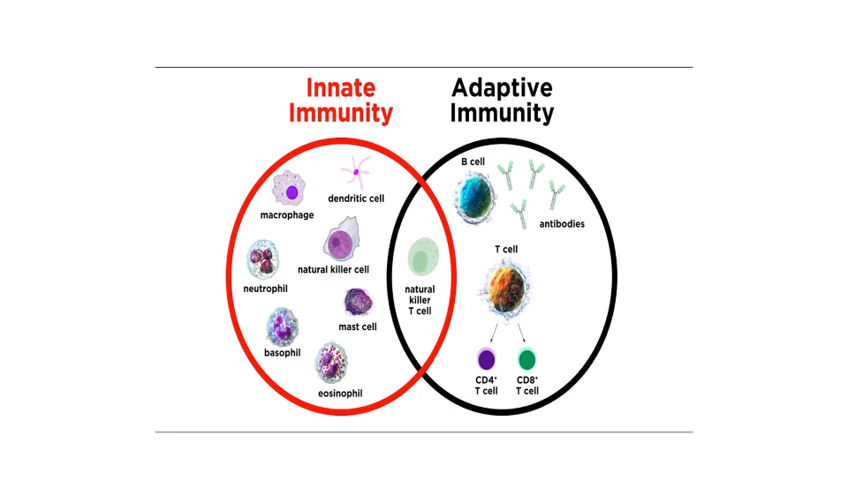 Innate
Immunity
Adaptive
Immunity
macrophage
dendritic cell
natural killer cell
neutrophil
mast cell
basophil
eosinophil
natural
killer
T cell
B cell
antibodies
T cell
CD4⁺
T cell
CD8⁺
T cell